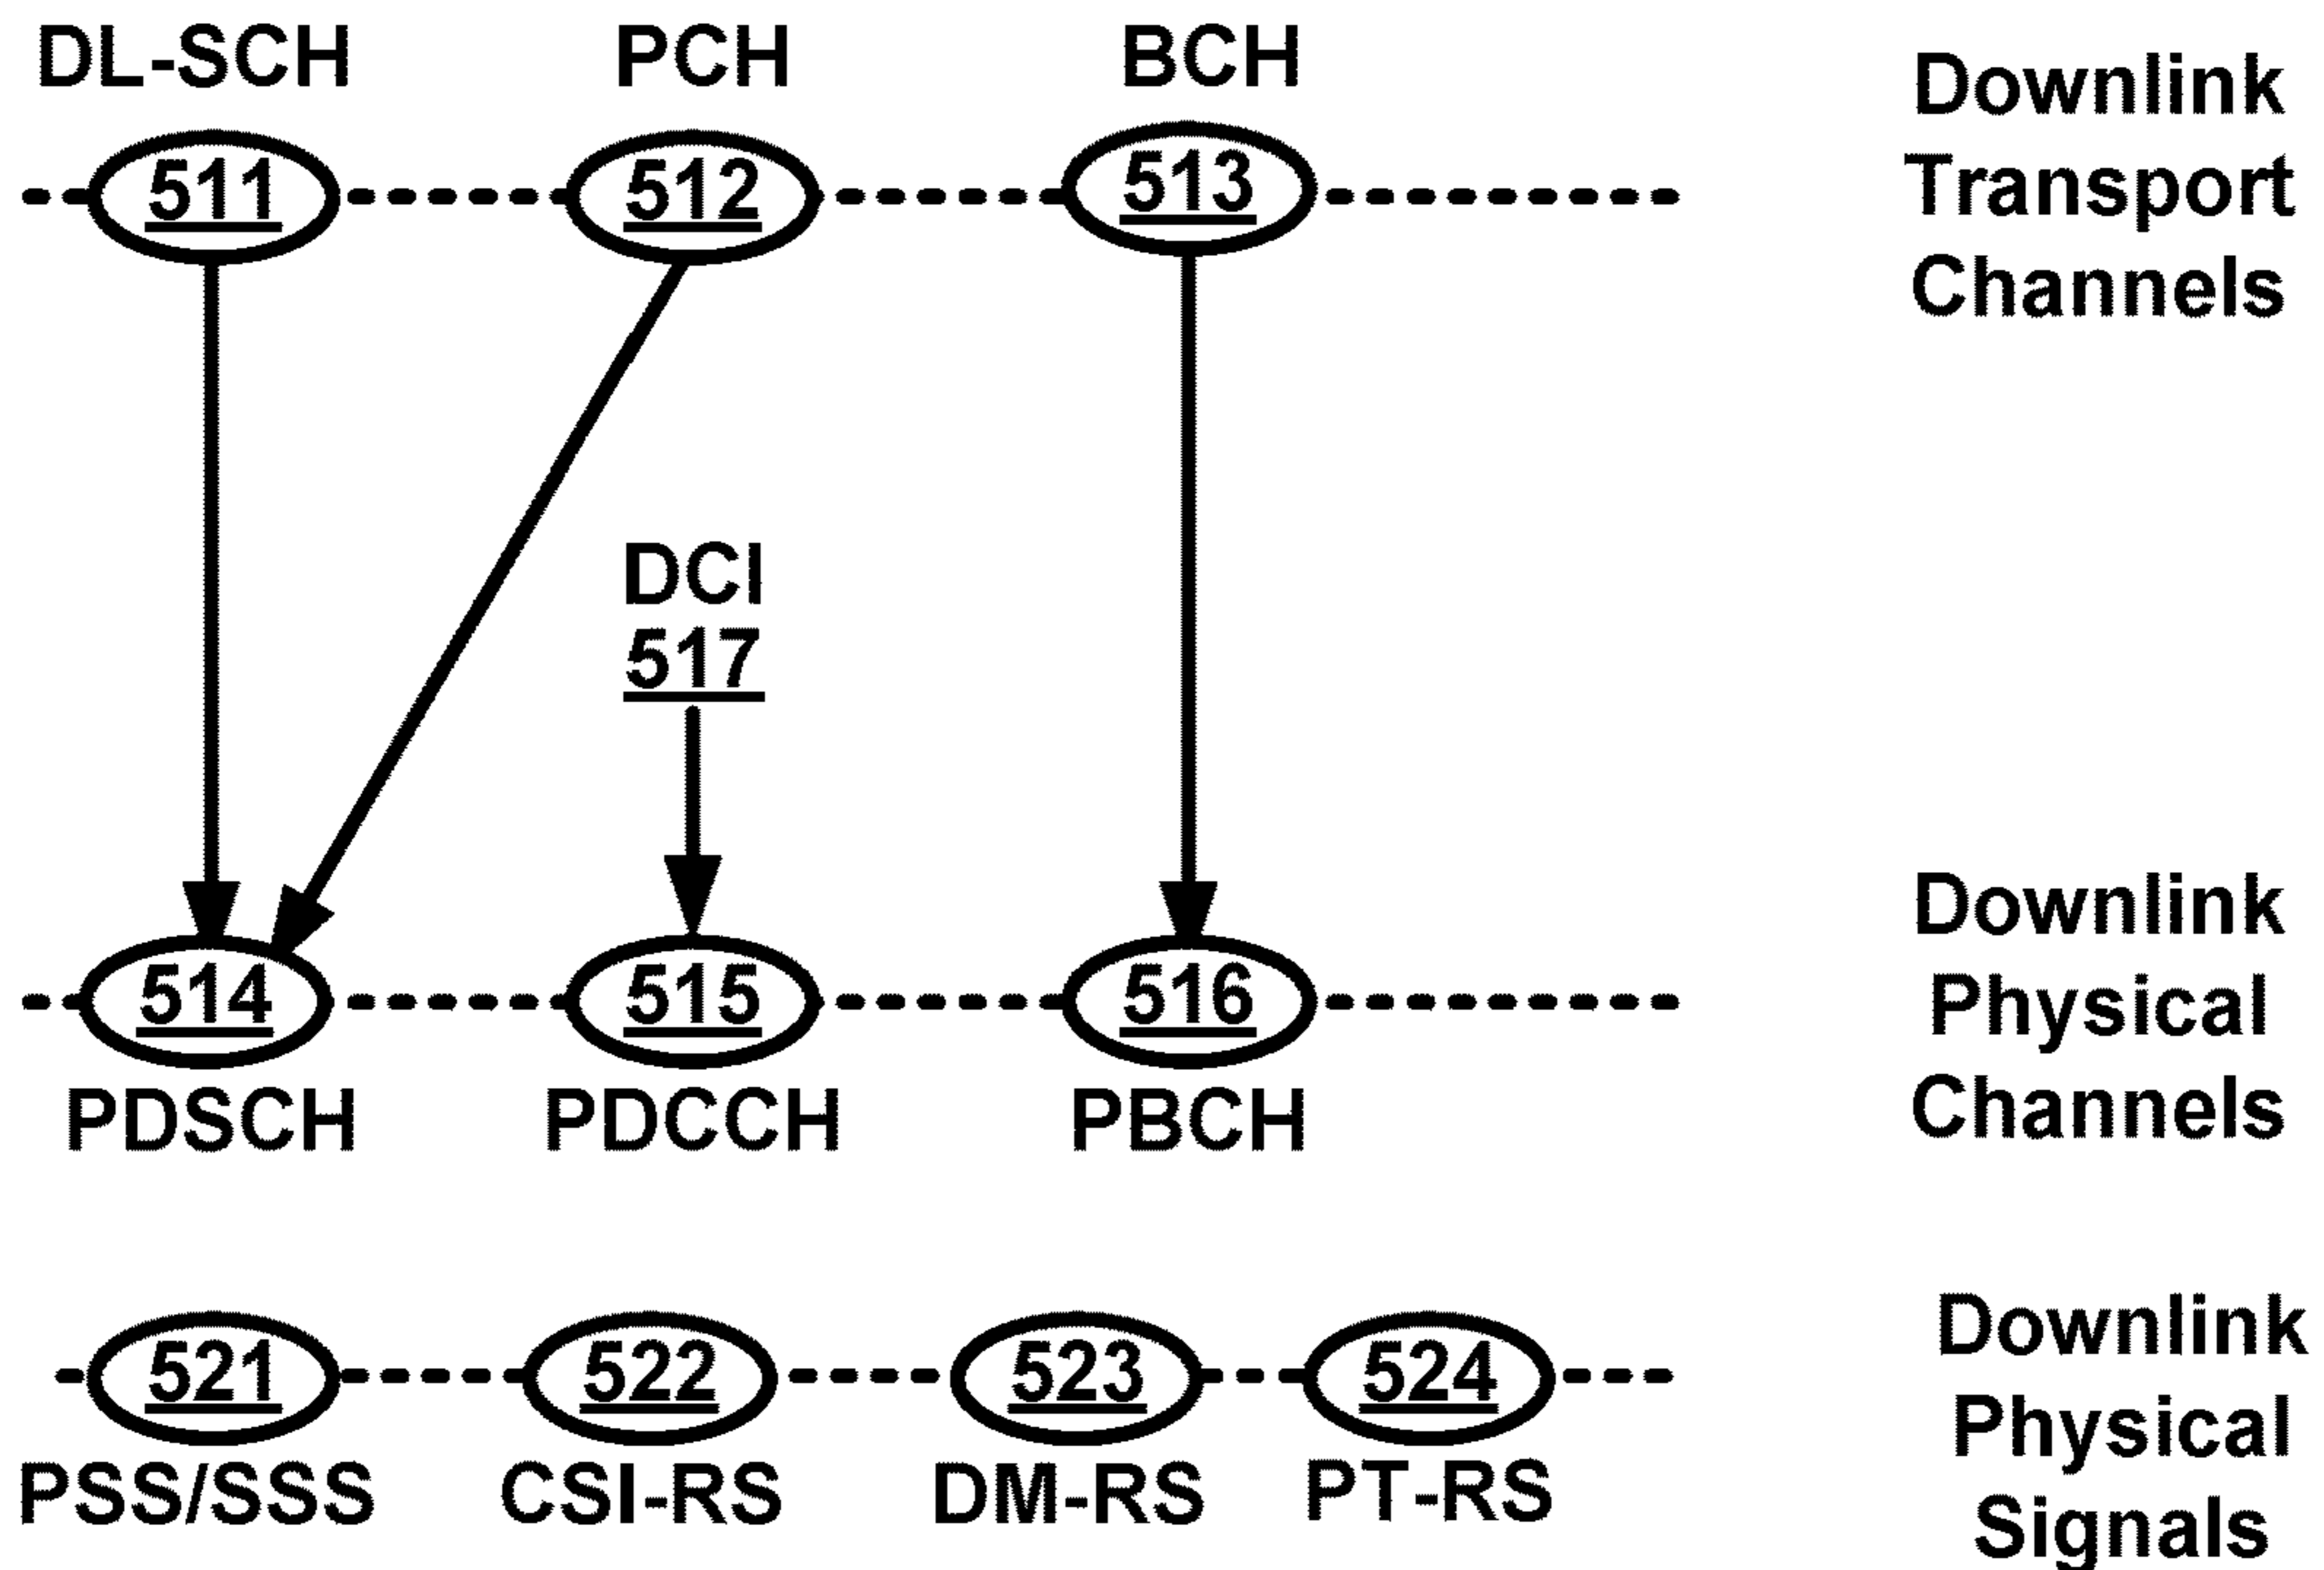 DL-SCH PCH BCH
511 512 513
Downlink
Transport
Channels
DCI
517
514 515 516
PDSCH PDCCH PBCH
Downlink
Physical
Channels
521 522 523 524
PSS/SSS CSI-RS DM-RS PT-RS
Downlink
Physical
Signals